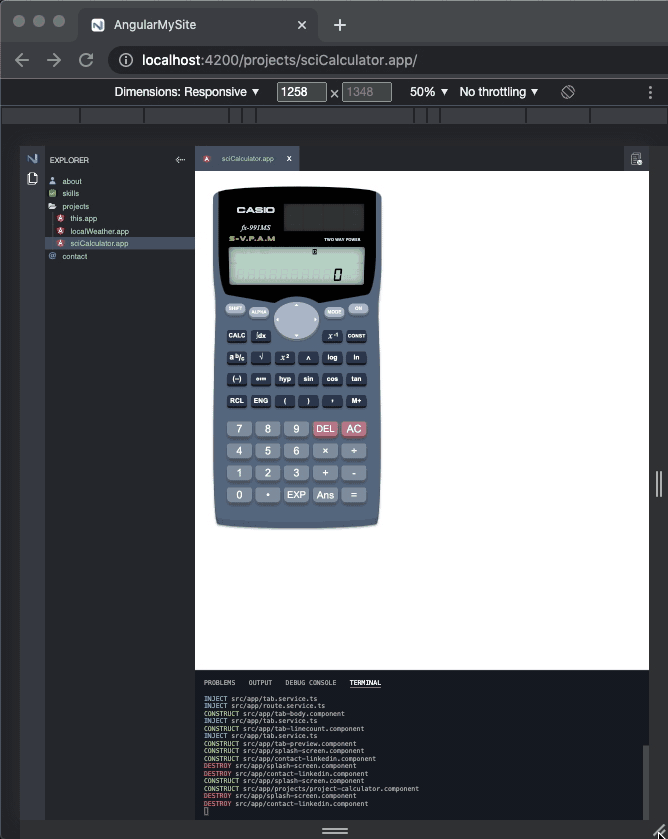 AngularMySite
localhost:4200/projects/sciCalculator.app/
Dimensions: Responsive ▼ 1258 × 1348 50% ▼ No throttling ▼
EXPLORER
about
skills
projects
this.app
localWeather.app
sciCalculator.app
contact
sciCalculator.app X
CASIO
fx-991MS
S-V.P.A.M
TWO WAY POWER
D
0
SHIFT ALPHA MODE ON
CALC ∫dx x⁻¹ CONST
a b/c √ x² ^ log ln
(−) hyp sin cos tan
RCL ENG ( ) , M+
7 8 9 DEL AC
4 5 6 × ÷
1 2 3 + -
0 • EXP Ans =
PROBLEMS OUTPUT DEBUG CONSOLE TERMINAL
INJECT src/app/tab.service.ts
INJECT src/app/route.service.ts
CONSTRUCT src/app/tab-body.component
INJECT src/app/tab.service.ts
CONSTRUCT src/app/tab-linecount.component
INJECT src/app/tab.service.ts
CONSTRUCT src/app/tab-preview.component
CONSTRUCT src/app/splash-screen.component
CONSTRUCT src/app/contact-linkedin.component
DESTROY src/app/splash-screen.component
DESTROY src/app/contact-linkedin.component
CONSTRUCT src/app/splash-screen.component
CONSTRUCT src/app/projects/project-calculator.component
DESTROY src/app/splash-screen.component
DESTROY src/app/contact-linkedin.component